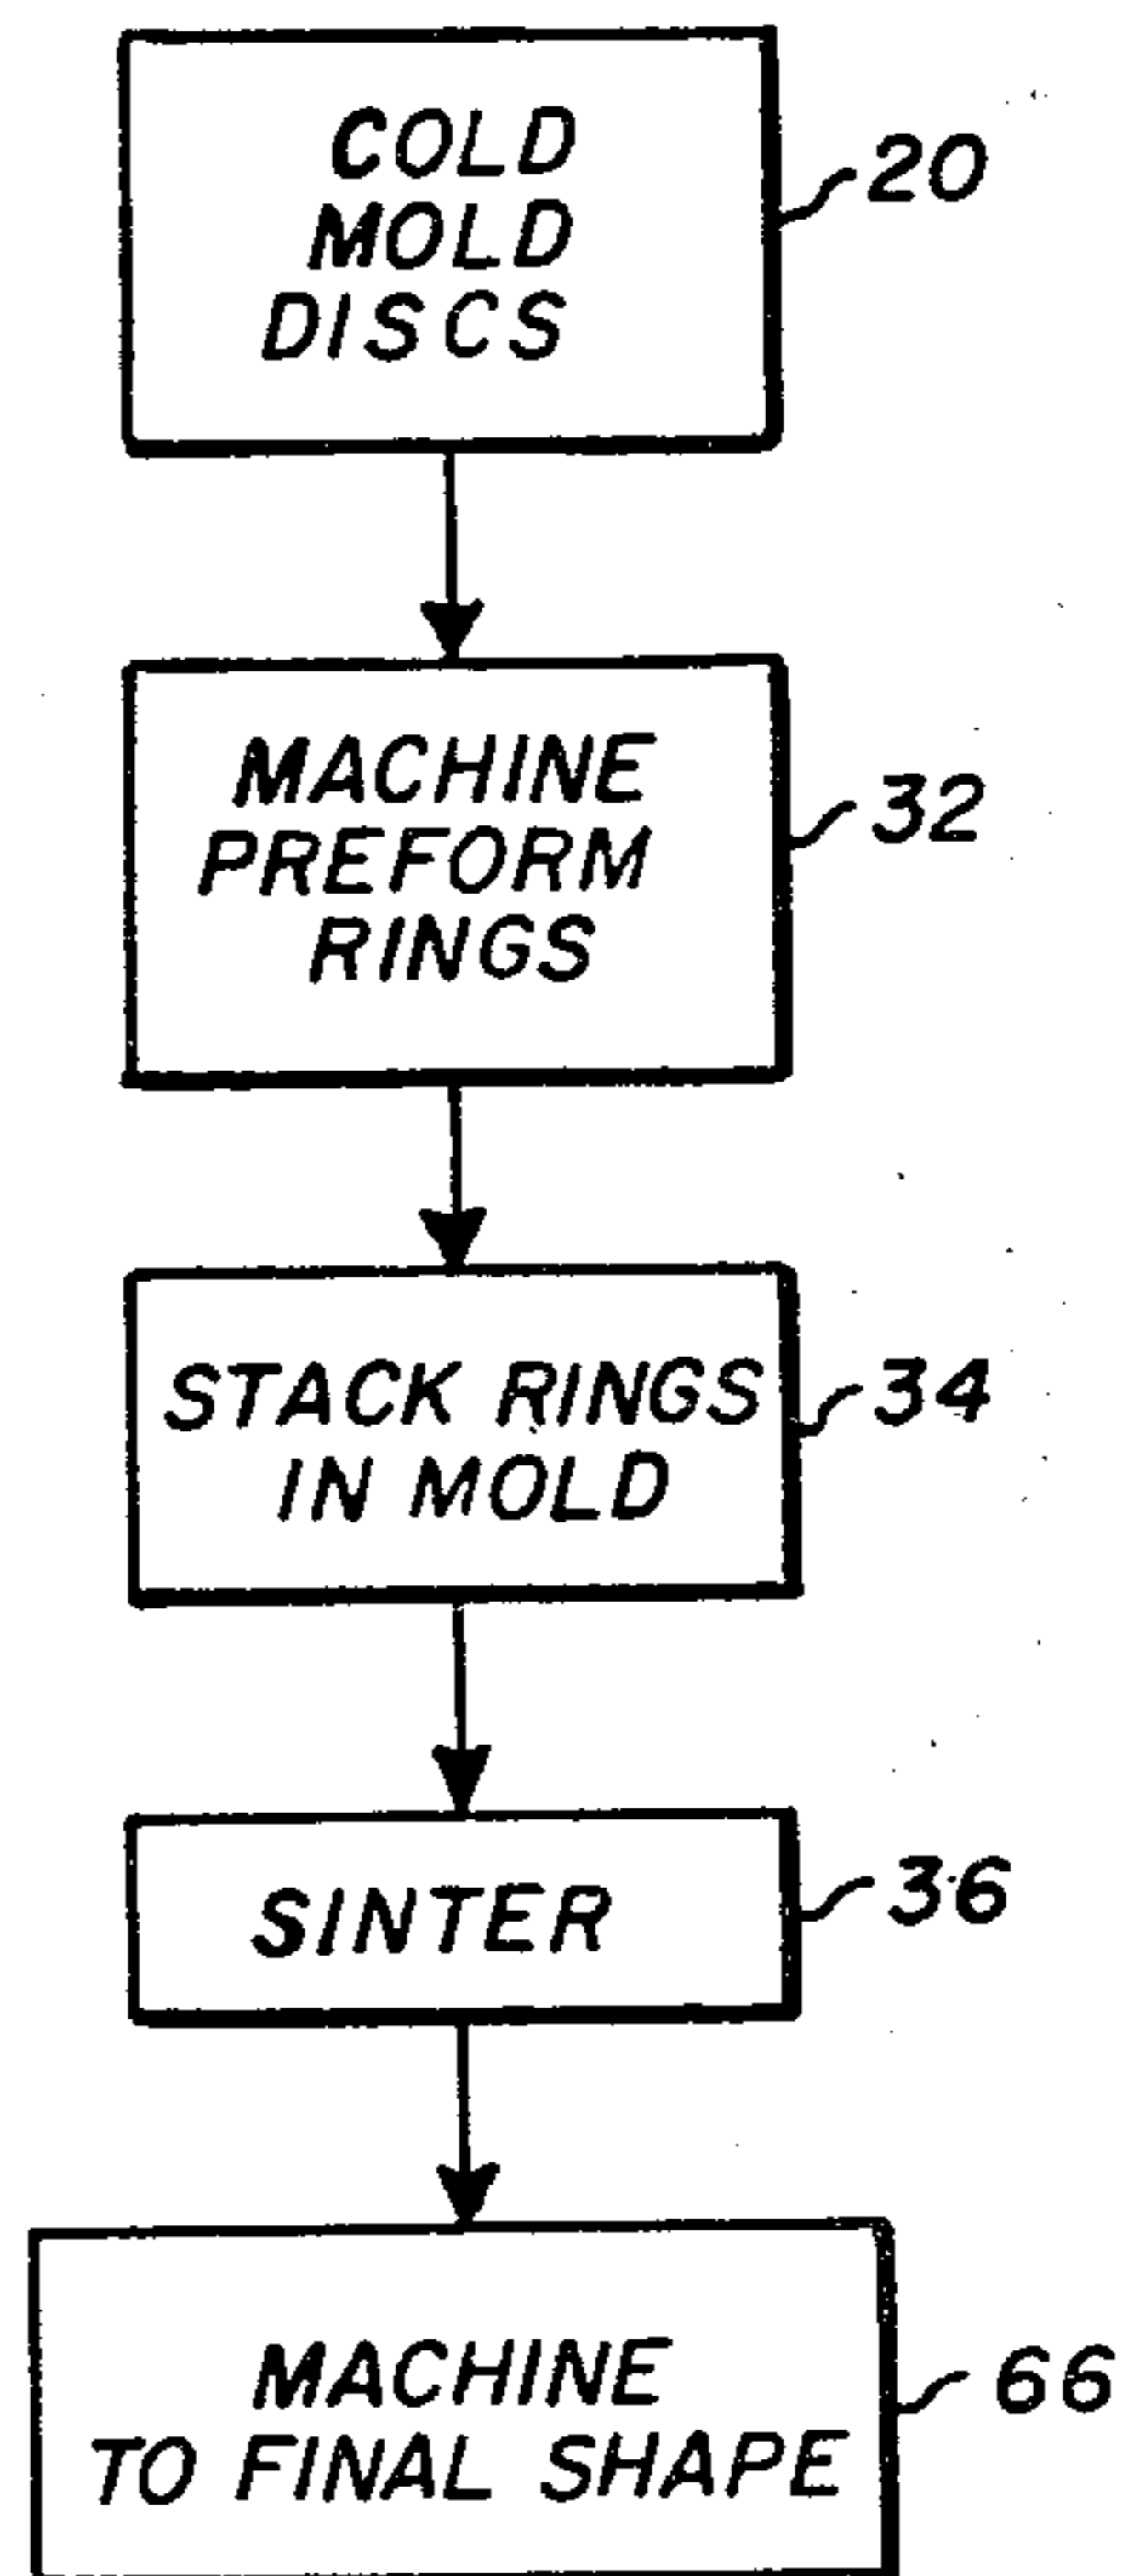 COLD
MOLD
DISCS
20
MACHINE
PREFORM
RINGS
32
STACK RINGS
IN MOLD
34
SINTER
36
MACHINE
TO FINAL SHAPE
66